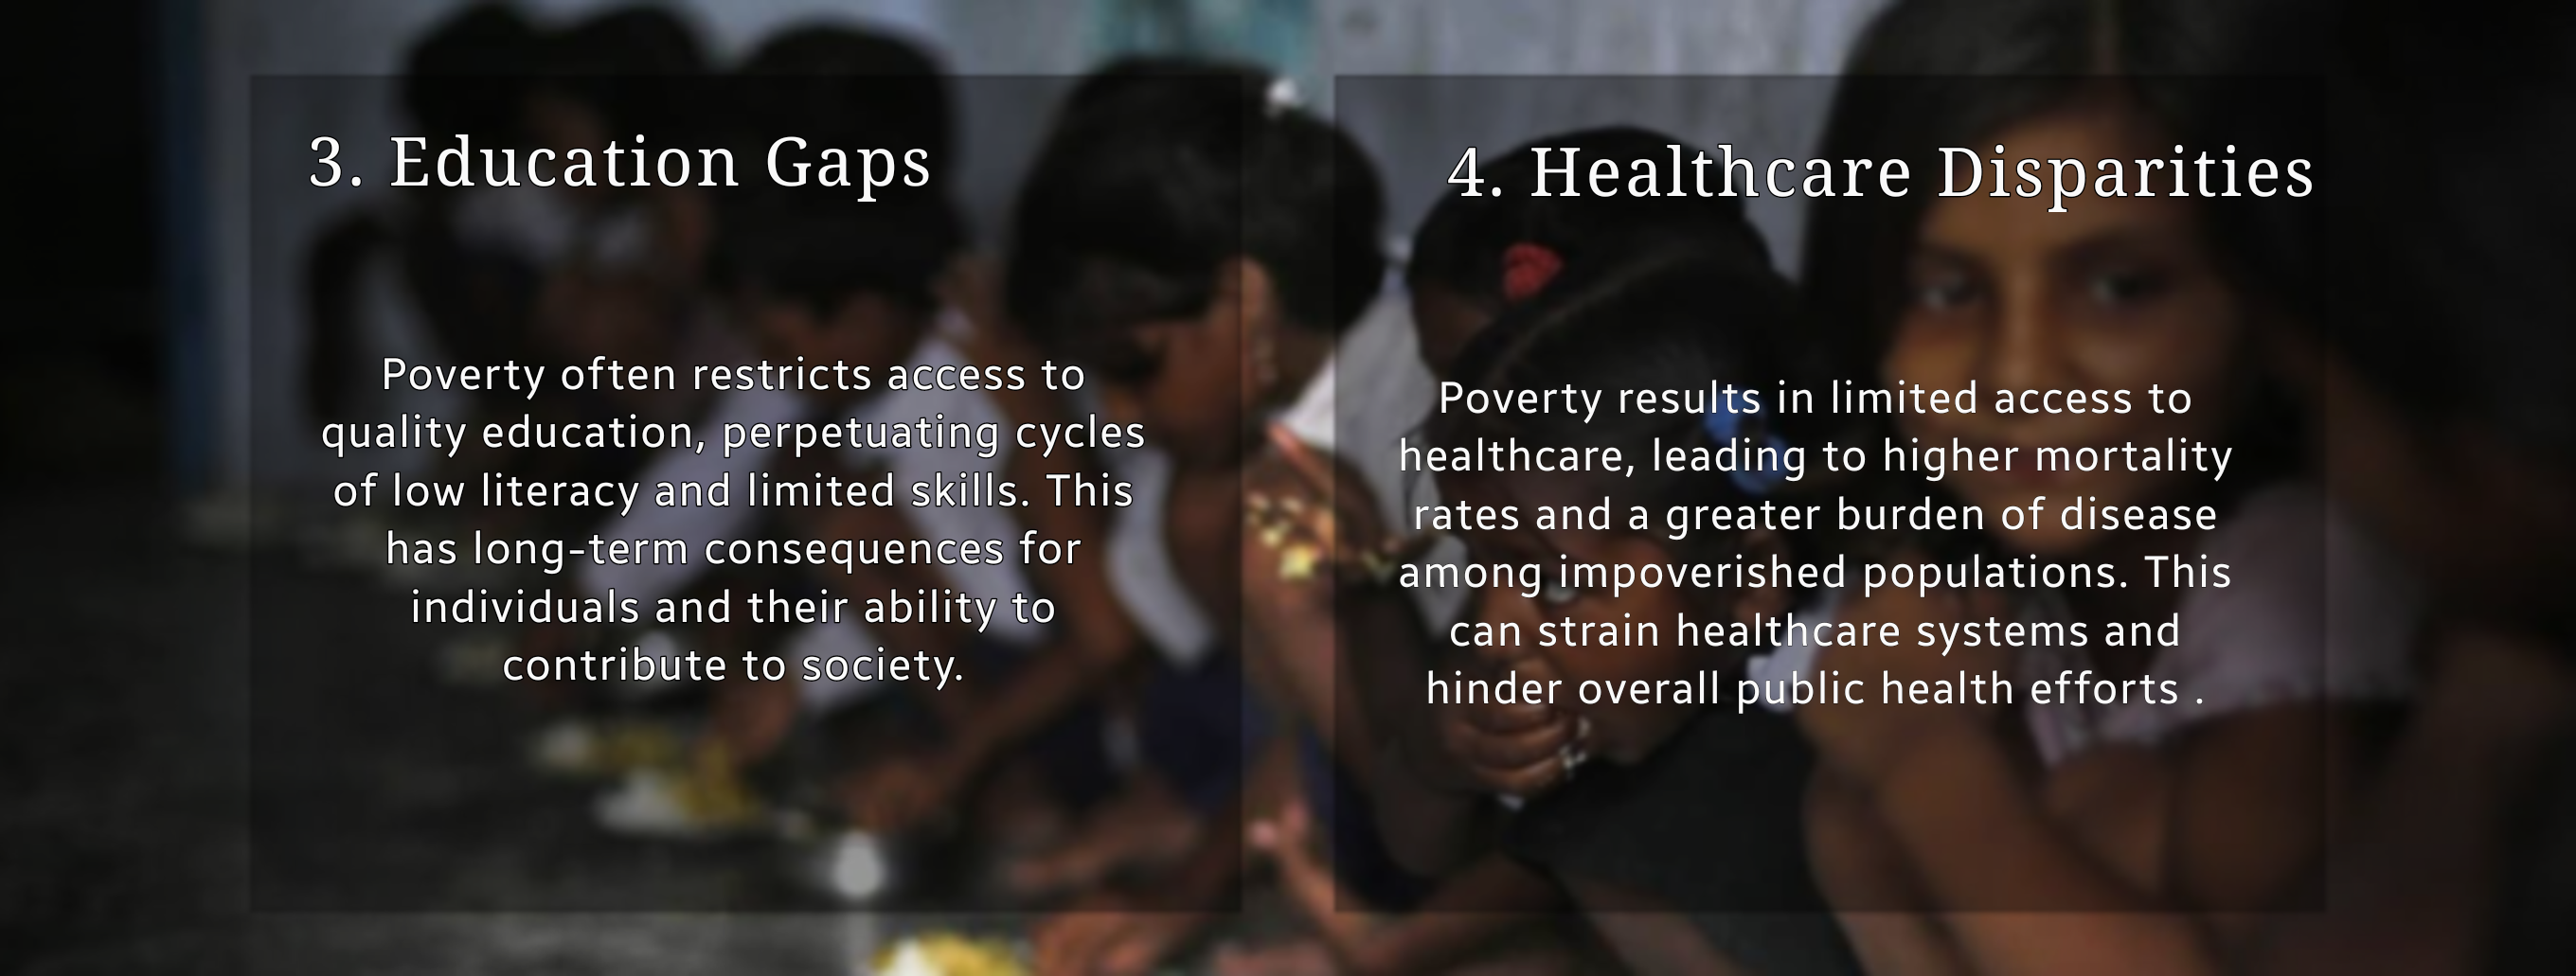 3. Education Gaps
Poverty often restricts access to
quality education, perpetuating cycles
of low literacy and limited skills. This
has long-term consequences for
individuals and their ability to
contribute to society.
4. Healthcare Disparities
Poverty results in limited access to
healthcare, leading to higher mortality
rates and a greater burden of disease
among impoverished populations. This
can strain healthcare systems and
hinder overall public health efforts .